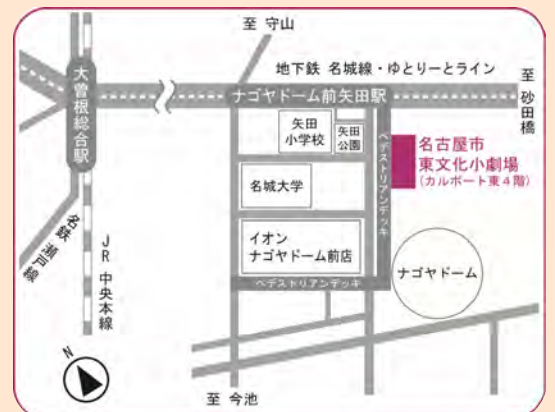 至 守山
地下鉄 名城線・ゆとりーとライン
至 砂田橋
大曽根総合駅
ナゴヤドーム前矢田駅
矢田
小学校
矢田
公園
ペデストリアンデッキ
名古屋市
東文化小劇場
(カルポート東4階)
名城大学
イオン
ナゴヤドーム前店
ナゴヤドーム
ペデストリアンデッキ
名鉄 瀬戸線
JR 中央本線
N
至 今池